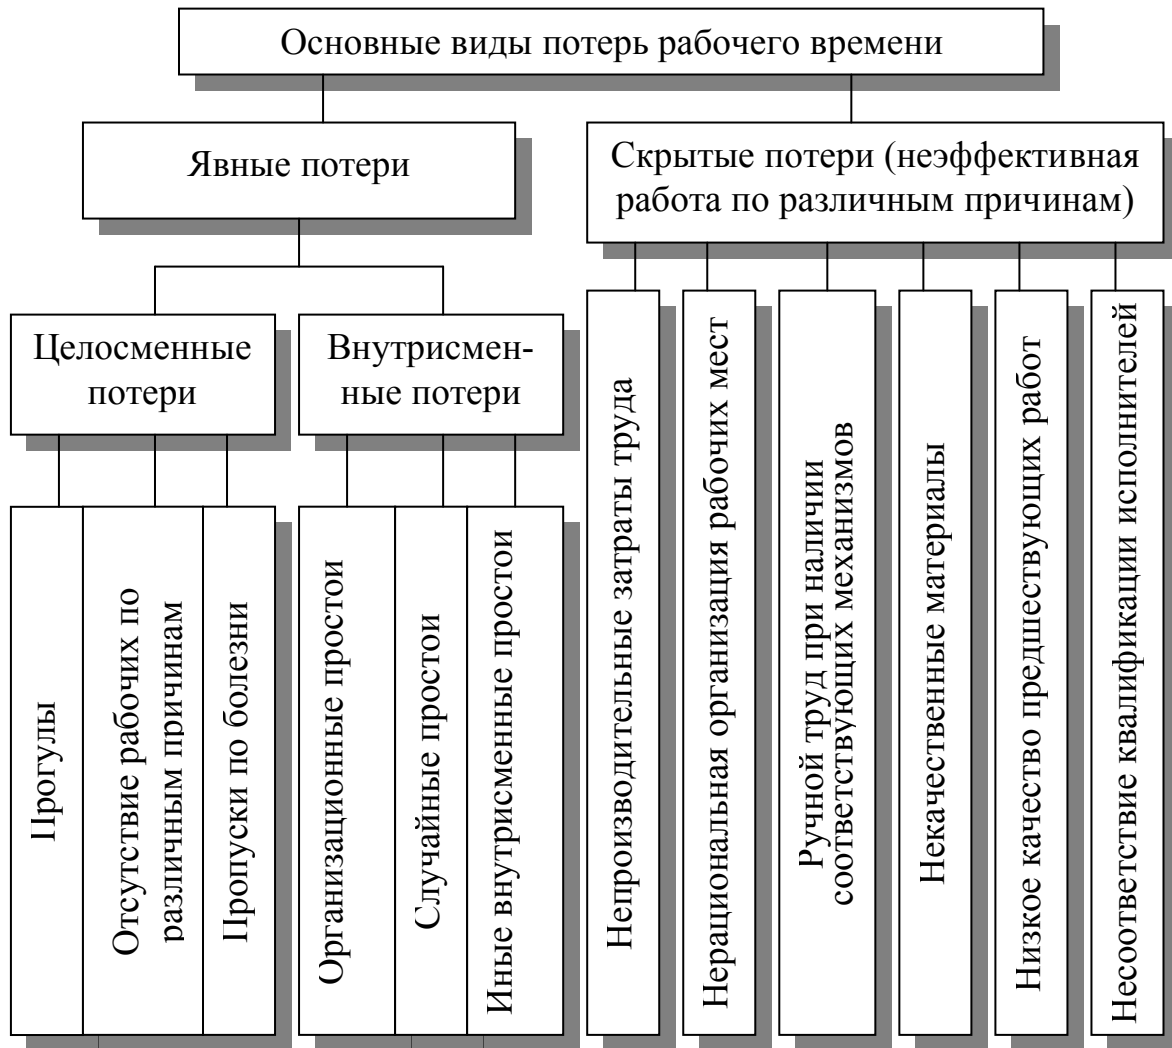 Основные виды потерь рабочего времени
Явные потери
Скрытые потери (неэффективная
работа по различным причинам)
Целосменные
потери
Внутрисмен-
ные потери
Прогулы
Отсутствие рабочих по
различным причинам
Пропуски по болезни
Организационные простои
Случайные простои
Иные внутрисменные простои
Непроизводительные затраты труда
Нерациональная организация рабочих мест
Ручной труд при наличии
соответствующих механизмов
Некачественные материалы
Низкое качество предшествующих работ
Несоответствие квалификации исполнителей